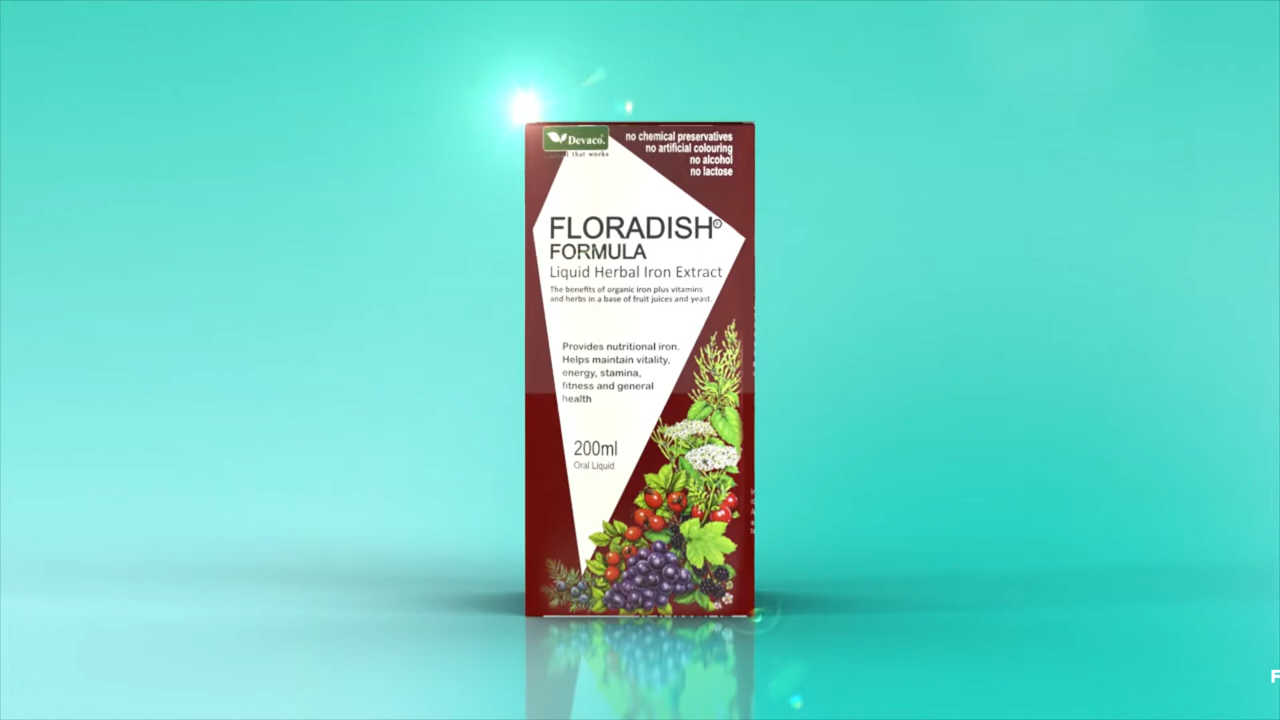 Devaco
that works
no chemical preservatives
no artificial colouring
no alcohol
no lactose
FLORADISH®
FORMULA
Liquid Herbal Iron Extract
The benefits of organic iron plus vitamins
and herbs in a base of fruit juices and yeast.
Provides nutritional iron.
Helps maintain vitality,
energy, stamina,
fitness and general
health
200ml
Oral Liquid
F